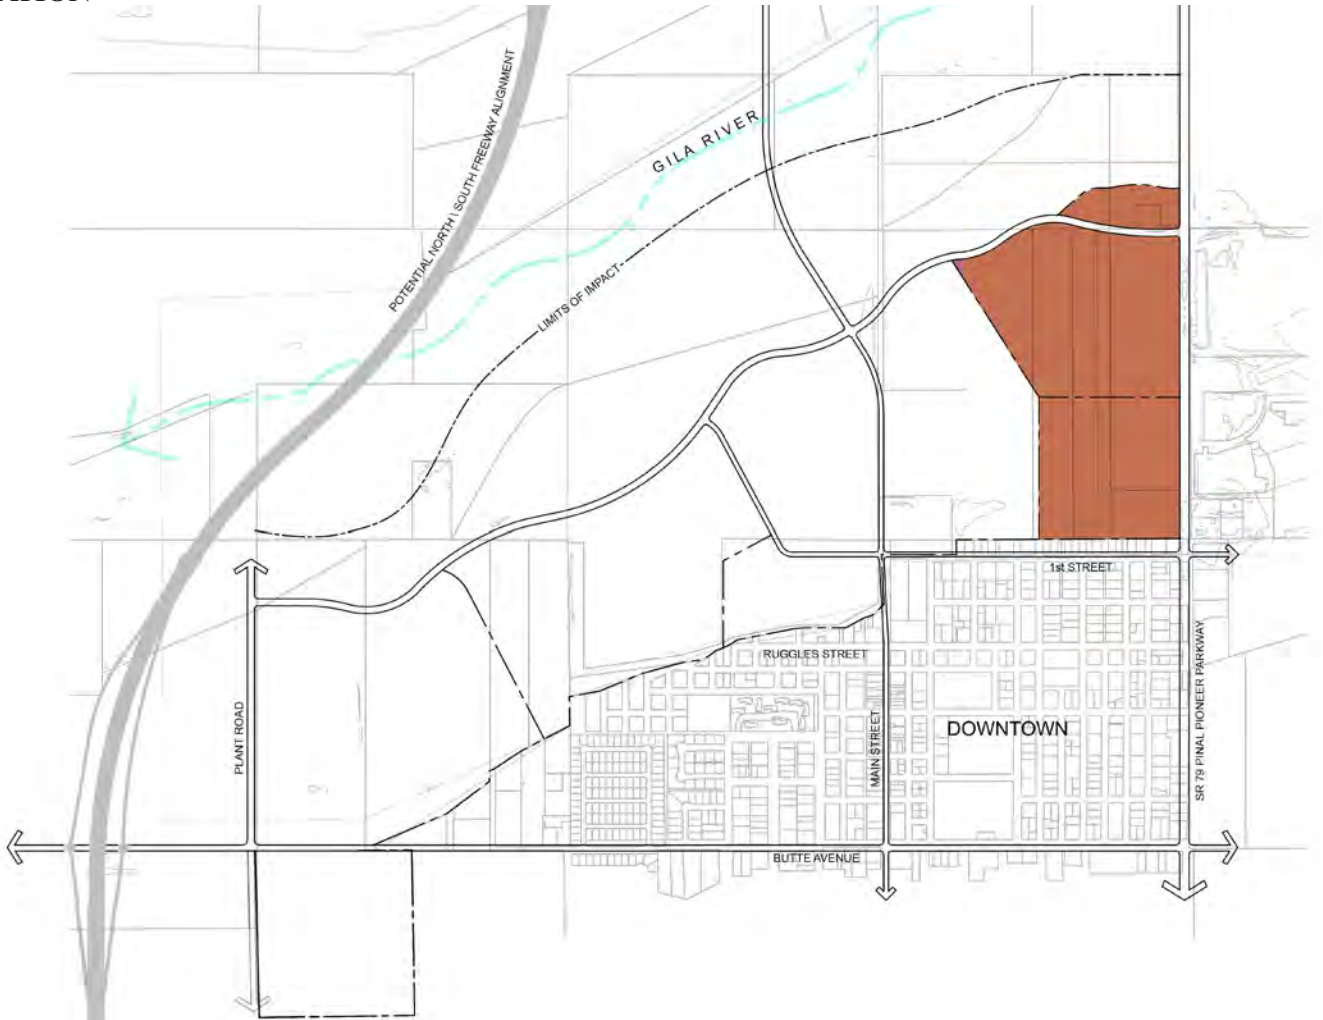 POTENTIAL NORTH \ SOUTH FREEWAY ALIGNMENT
GILA RIVER
LIMITS OF IMPACT
1st STREET
RUGGLES STREET
PLANT ROAD
MAIN STREET
DOWNTOWN
SR 79 PINAL PIONEER PARKWAY
BUTTE AVENUE